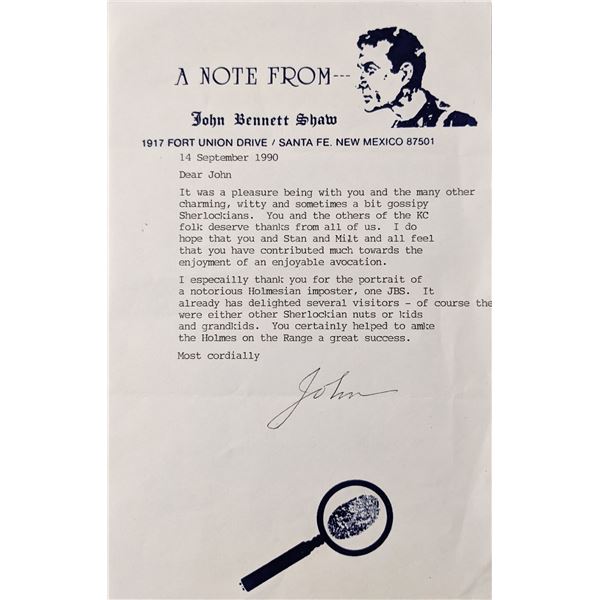 A NOTE FROM---
John Bennett Shaw
1917 FORT UNION DRIVE / SANTA FE. NEW MEXICO 87501
14 September 1990
Dear John
It was a pleasure being with you and the many other
charming, witty and sometimes a bit gossipy
Sherlockians.  You and the others of the KC
folk deserve thanks from all of us.  I do
hope that you and Stan and Milt and all feel
that you have contributed much towards the
enjoyment of an enjoyable avocation.
I especailly thank you for the portrait of
a notorious Holmesian imposter, one JBS.  It
already has delighted several visitors - of course the
were either other Sherlockian nuts or kids
and grandkids.  You certainly helped to amke
the Holmes on the Range a great success.
Most cordially
John